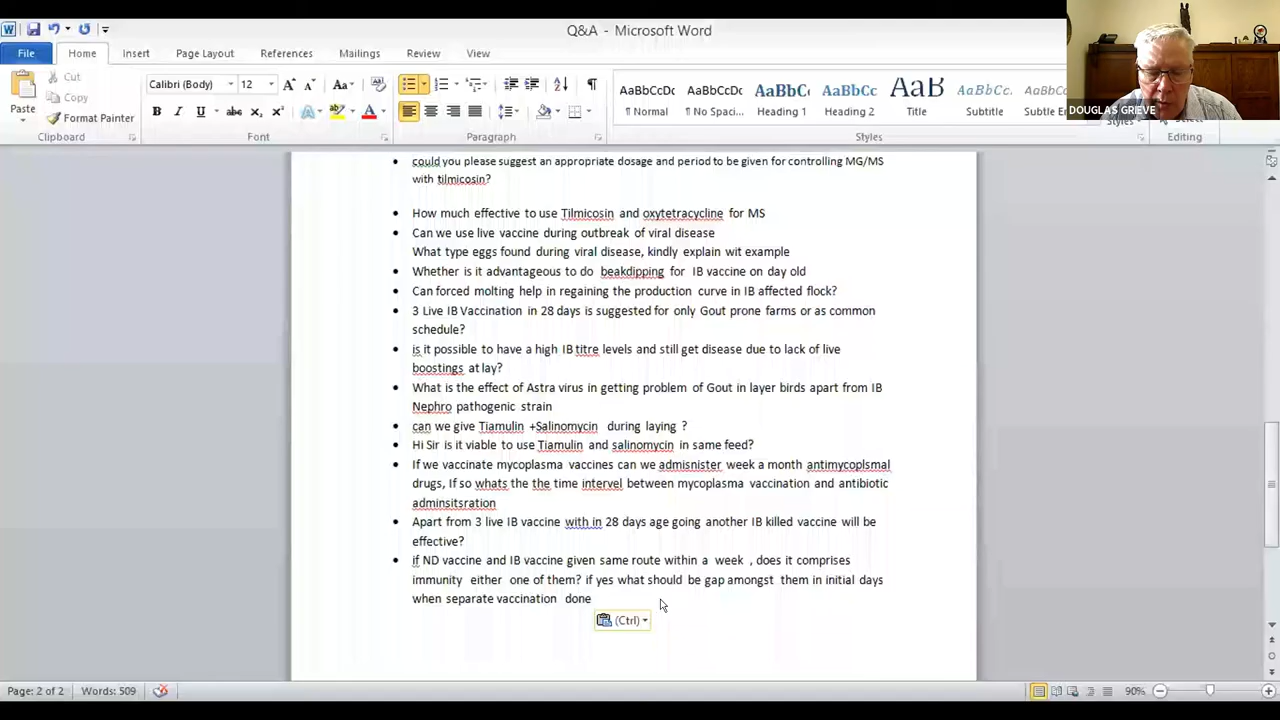 Q&A - Microsoft Word
DOUGLAS GRIEVE
File Home Insert Page Layout References Mailings Review View
Cut
Copy
Format Painter
Paste
Calibri (Body) 12
AaBbCcDc AaBbCcDc AaBbCc AaBbCc AaB AaBbCc. AaBbCcD
¶ Normal ¶ No Spaci... Heading 1 Heading 2 Title Subtitle Subtle E
Styles
Clipboard Font Paragraph Styles Editing
• could you please suggest an appropriate dosage and period to be given for controlling MG/MS
with tilmicosin?
• How much effective to use Tilmicosin and oxytetracycline for MS
• Can we use live vaccine during outbreak of viral disease
What type eggs found during viral disease, kindly explain wit example
• Whether is it advantageous to do beakdipping for IB vaccine on day old
• Can forced molting help in regaining the production curve in IB affected flock?
• 3 Live IB Vaccination in 28 days is suggested for only Gout prone farms or as common
schedule?
• is it possible to have a high IB titre levels and still get disease due to lack of live
boostings at lay?
• What is the effect of Astra virus in getting problem of Gout in layer birds apart from IB
Nephro pathogenic strain
• can we give Tiamulin +Salinomycin during laying ?
• Hi Sir is it viable to use Tiamulin and salinomycin in same feed?
• If we vaccinate mycoplasma vaccines can we admisnister week a month antimycoplsmal
drugs, If so whats the the time intervel between mycoplasma vaccination and antibiotic
adminsitsration
• Apart from 3 live IB vaccine with in 28 days age going another IB killed vaccine will be
effective?
• if ND vaccine and IB vaccine given same route within a week , does it comprises
immunity either one of them? if yes what should be gap amongst them in initial days
when separate vaccination done
(Ctrl)
Page: 2 of 2 Words: 509 90%